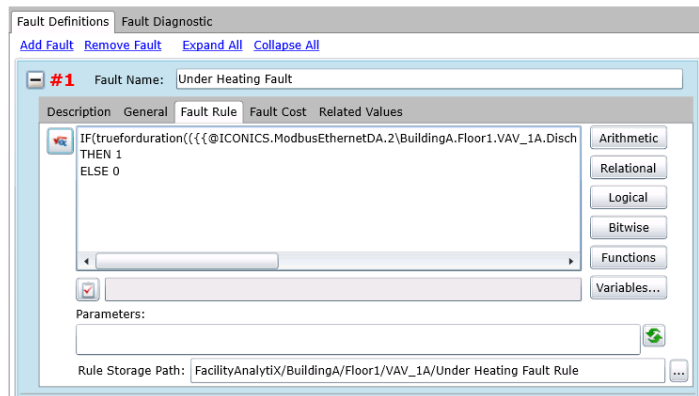 Fault Definitions Fault Diagnostic
Add Fault Remove Fault Expand All Collapse All
#1 Fault Name: Under Heating Fault
Description General Fault Rule Fault Cost Related Values
IF(truefordura​tion(({{@ICONICS.ModbusEthernetDA.2\BuildingA.Floor1.VAV_1A.Disch
THEN 1
ELSE 0
Arithmetic
Relational
Logical
Bitwise
Functions
Variables...
Parameters:
Rule Storage Path: FacilityAnalytiX/BuildingA/Floor1/VAV_1A/Under Heating Fault Rule ...